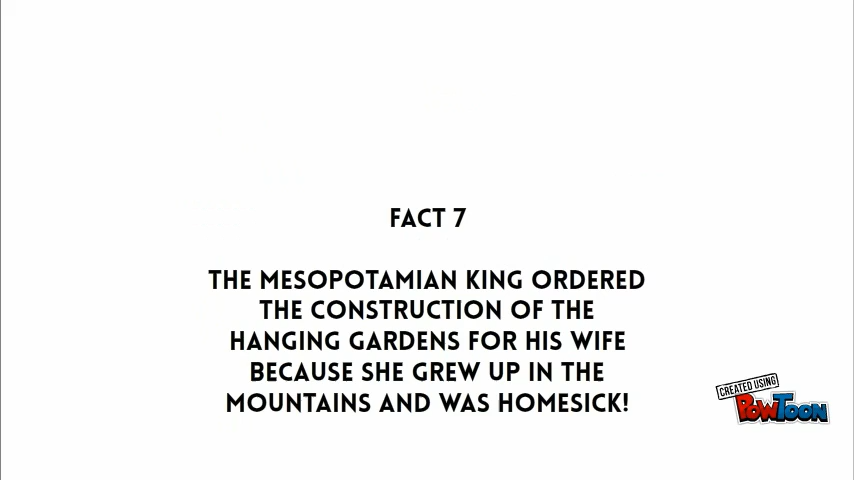 FACT 7
THE MESOPOTAMIAN KING ORDERED
THE CONSTRUCTION OF THE
HANGING GARDENS FOR HIS WIFE
BECAUSE SHE GREW UP IN THE
MOUNTAINS AND WAS HOMESICK!
CREATED USING
POWTOON